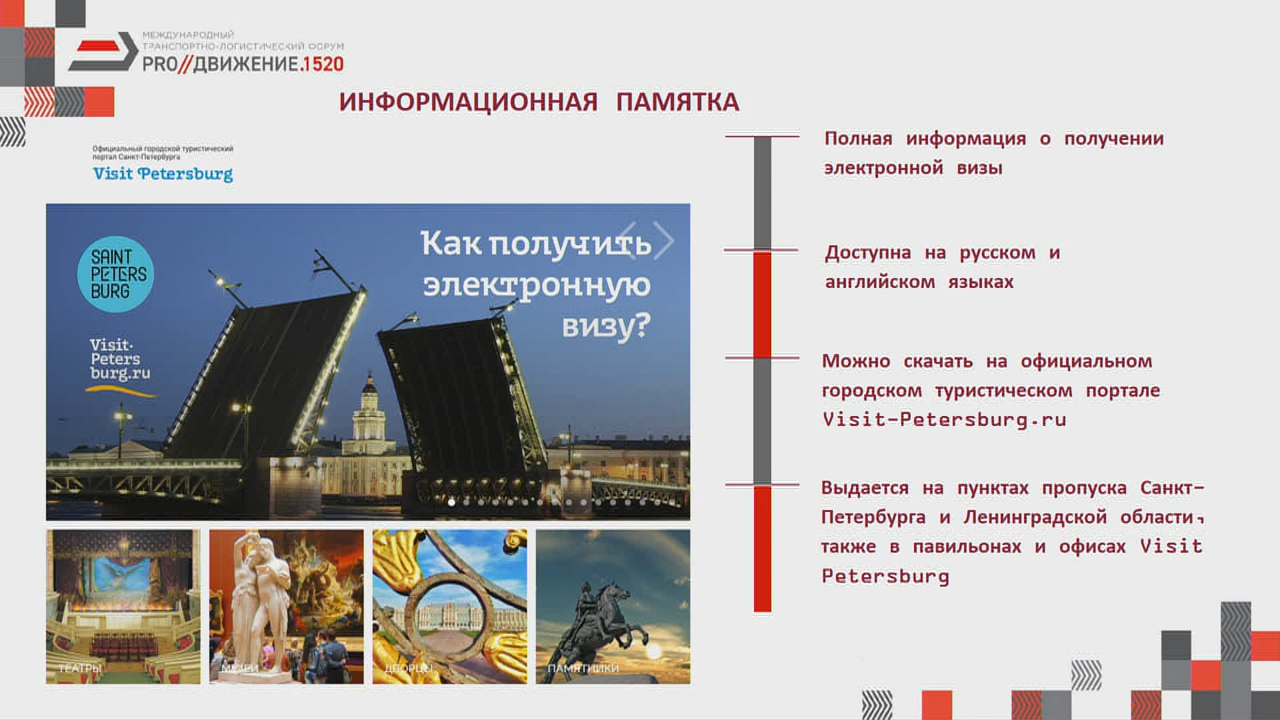 МЕЖДУНАРОДНЫЙ
ТРАНСПОРТНО-ЛОГИСТИЧЕСКИЙ ФОРУМ
PRO//ДВИЖЕНИЕ.1520
ИНФОРМАЦИОННАЯ ПАМЯТКА
Официальный городской туристический
портал Санкт-Петербурга
Visit Petersburg
SAINT
PETERS
BURG
Visit-
Peters
burg.ru
Как получить
электронную
визу?
ТЕАТРЫ
МУЗЕИ
ДВОРЦЫ
ПАМЯТНИКИ
Полная информация о получении
электронной визы
Доступна на русском и
английском языках
Можно скачать на официальном
городском туристическом портале
Visit-Petersburg.ru
Выдается на пунктах пропуска Санкт-
Петербурга и Ленинградской области,
также в павильонах и офисах Visit
Petersburg